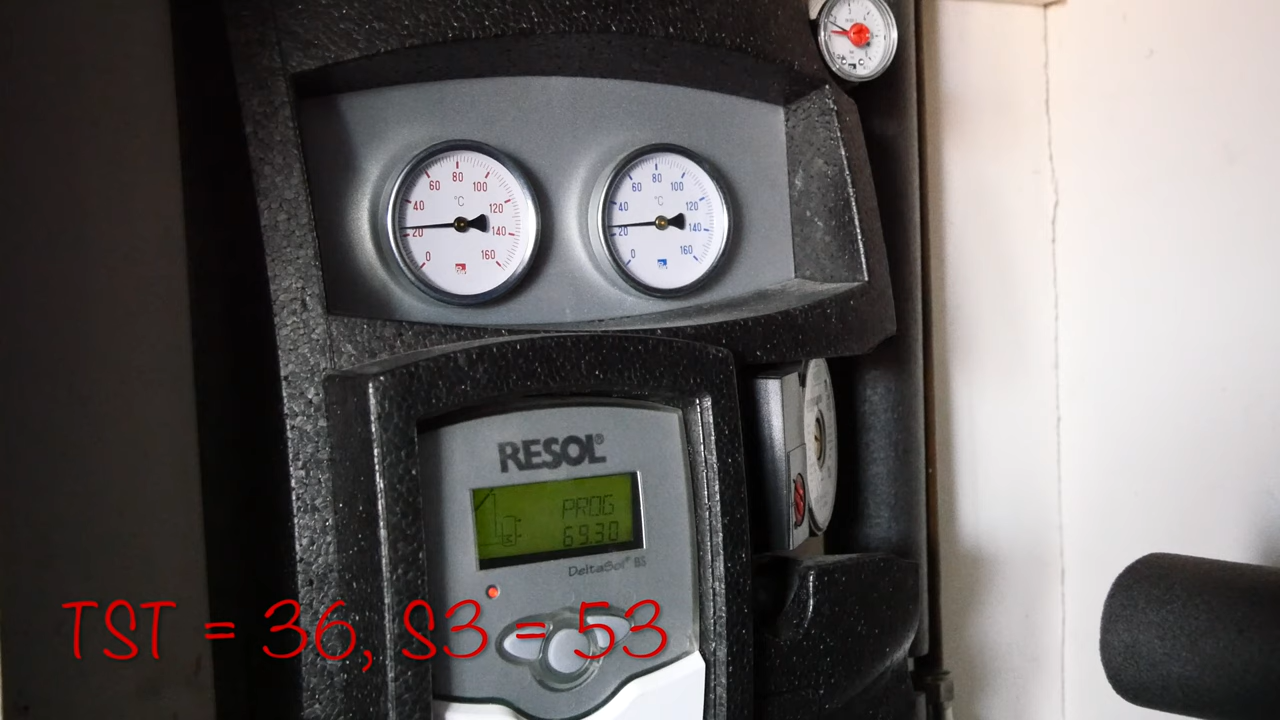 80
60 100
°C
40 120
20 140
0 160
80
60 100
°C
40 120
20 140
0 160
RESOL®
PROG
69.30
DeltaSol® BS
TST = 36, S3 = 53